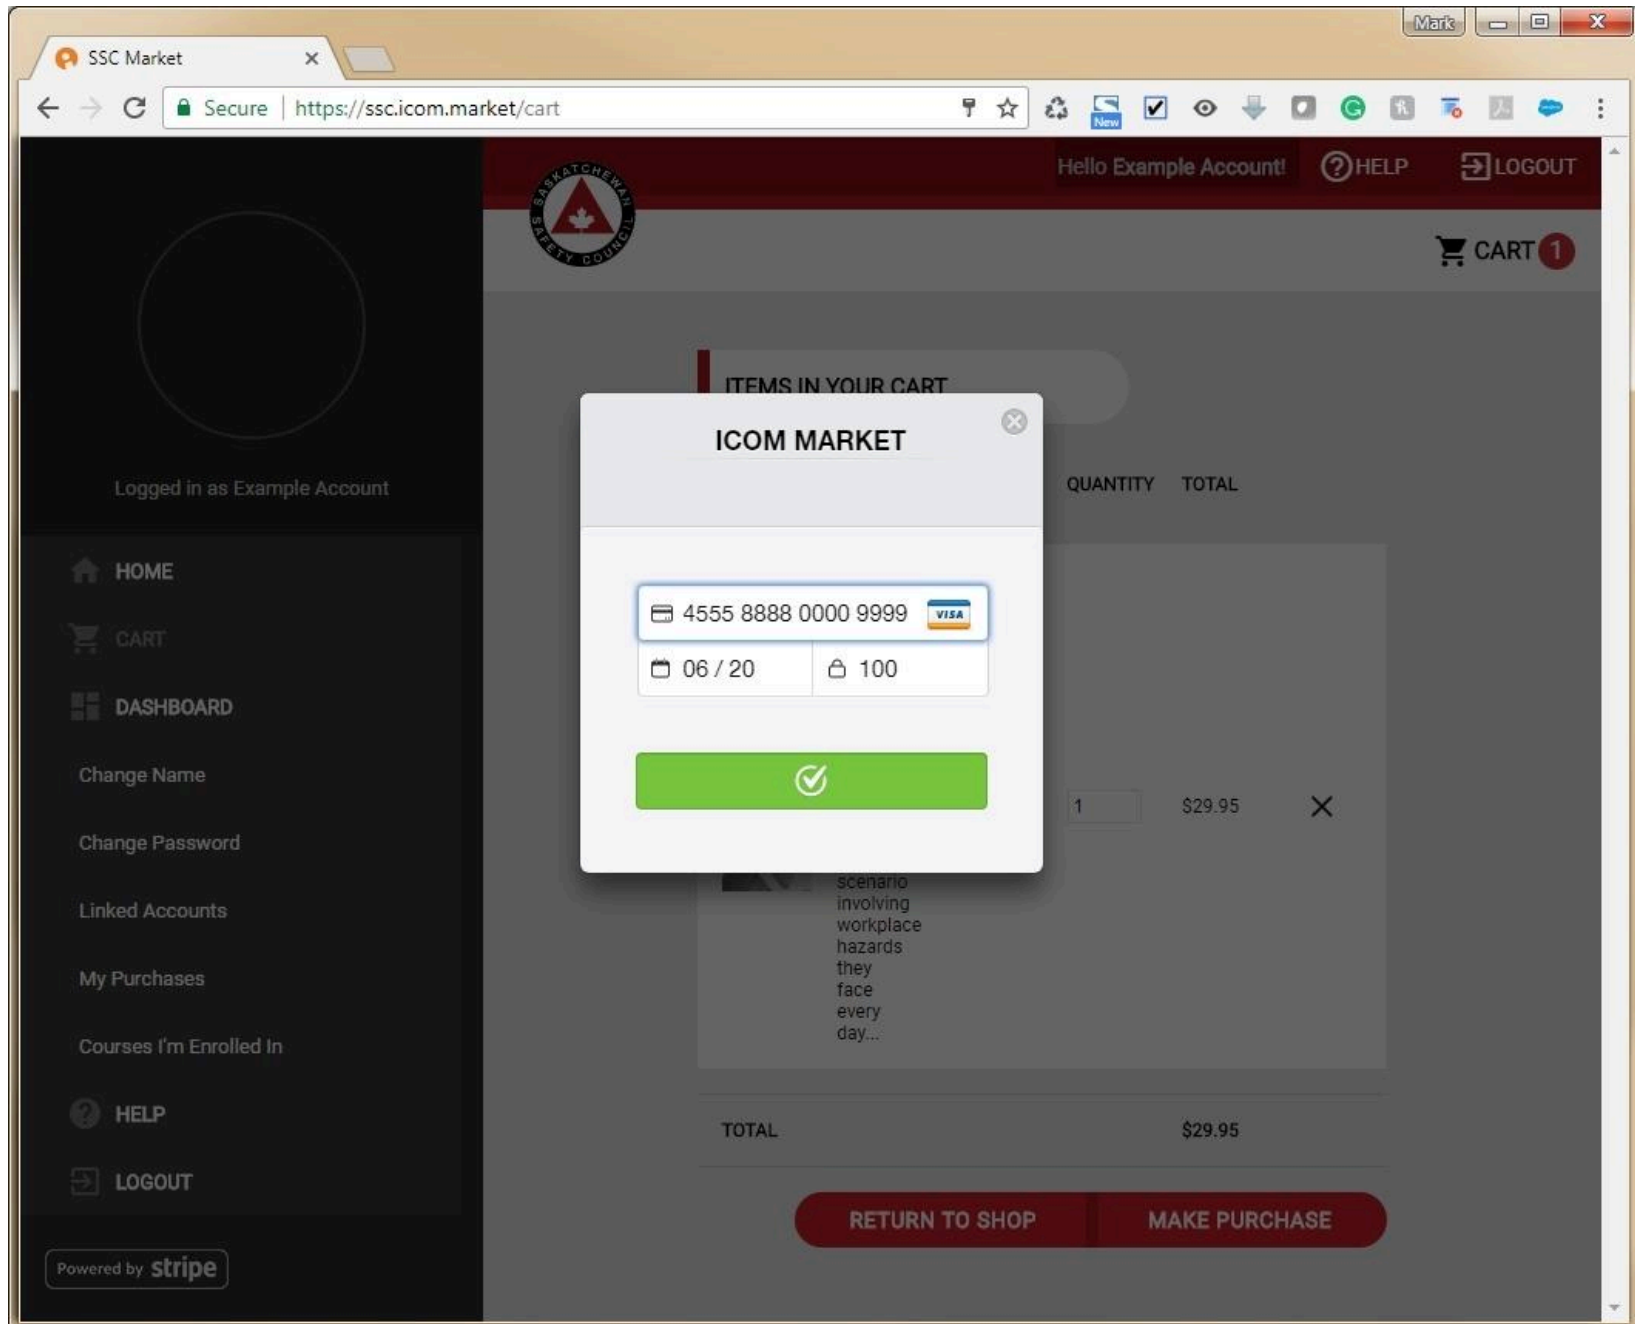 Mark
SSC Market
Secure | https://ssc.icom.market/cart
New
SASKATCHEWAN SAFETY COUNCIL
Hello Example Account!
HELP
LOGOUT
CART 1
Logged in as Example Account
HOME
CART
DASHBOARD
Change Name
Change Password
Linked Accounts
My Purchases
Courses I'm Enrolled In
HELP
LOGOUT
Powered by stripe
ITEMS IN YOUR CART
QUANTITY TOTAL
ICOM MARKET
4555 8888 0000 9999 VISA
06 / 20 100
1 $29.95
scenario
involving
workplace
hazards
they
face
every
day...
TOTAL $29.95
RETURN TO SHOP MAKE PURCHASE